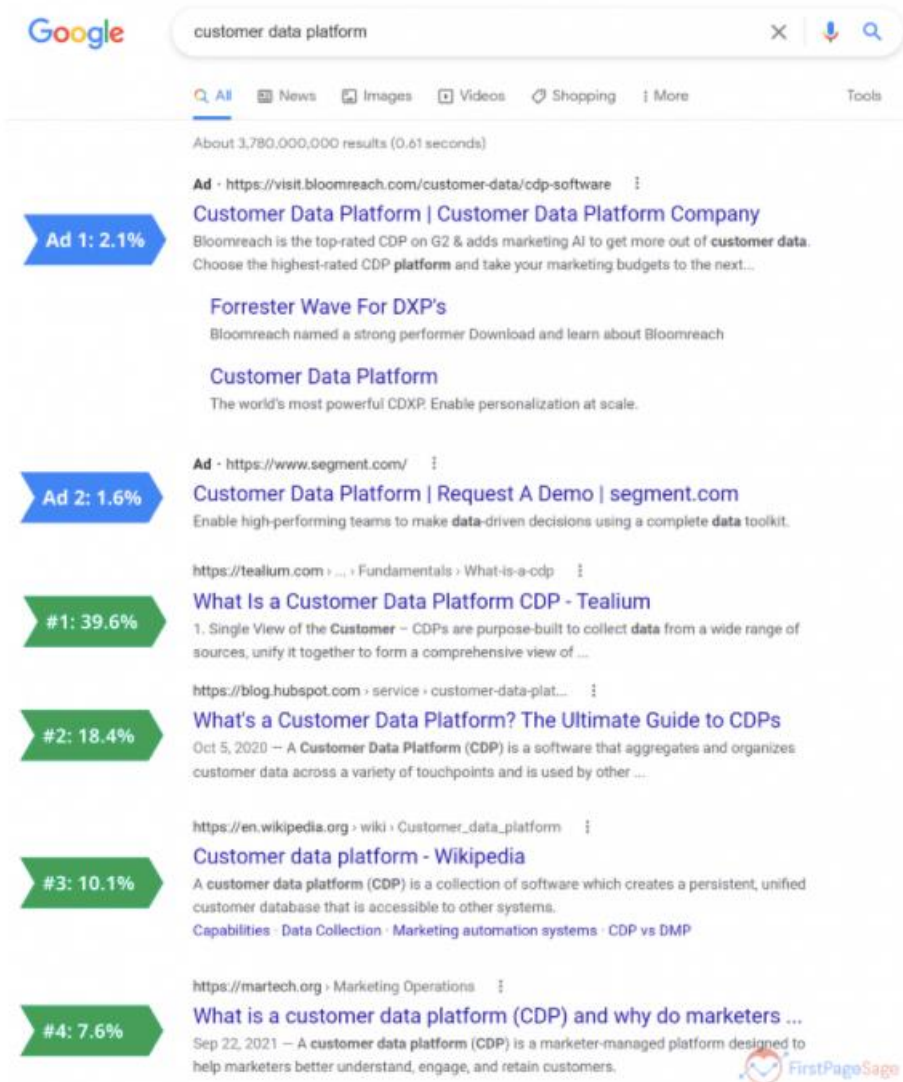 Google
customer data platform
All News Images Videos Shopping More Tools
About 3,780,000,000 results (0.61 seconds)
Ad · https://visit.bloomreach.com/customer-data/cdp-software
Customer Data Platform | Customer Data Platform Company
Ad 1: 2.1%
Bloomreach is the top-rated CDP on G2 & adds marketing AI to get more out of customer data.
Choose the highest-rated CDP platform and take your marketing budgets to the next...
Forrester Wave For DXP's
Bloomreach named a strong performer Download and learn about Bloomreach
Customer Data Platform
The world's most powerful CDXP. Enable personalization at scale.
Ad · https://www.segment.com/
Ad 2: 1.6%
Customer Data Platform | Request A Demo | segment.com
Enable high-performing teams to make data-driven decisions using a complete data toolkit.
https://tealium.com › ... › Fundamentals › What-is-a-cdp
What Is a Customer Data Platform CDP - Tealium
#1: 39.6%
1. Single View of the Customer – CDPs are purpose-built to collect data from a wide range of
sources, unify it together to form a comprehensive view of ...
https://blog.hubspot.com › service › customer-data-plat...
What's a Customer Data Platform? The Ultimate Guide to CDPs
#2: 18.4%
Oct 5, 2020 — A Customer Data Platform (CDP) is a software that aggregates and organizes
customer data across a variety of touchpoints and is used by other ...
https://en.wikipedia.org › wiki › Customer_data_platform
Customer data platform - Wikipedia
#3: 10.1%
A customer data platform (CDP) is a collection of software which creates a persistent, unified
customer database that is accessible to other systems.
Capabilities · Data Collection · Marketing automation systems · CDP vs DMP
https://martech.org › Marketing Operations
What is a customer data platform (CDP) and why do marketers ...
#4: 7.6%
Sep 22, 2021 — A customer data platform (CDP) is a marketer-managed platform designed to
help marketers better understand, engage, and retain customers.
FirstPageSage